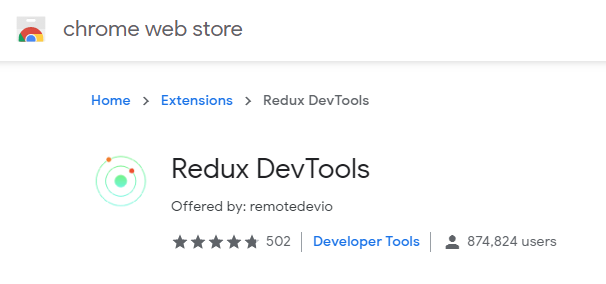 chrome web store
Home > Extensions > Redux DevTools
Redux DevTools
Offered by: remotedevio
502 | Developer Tools | 874,824 users